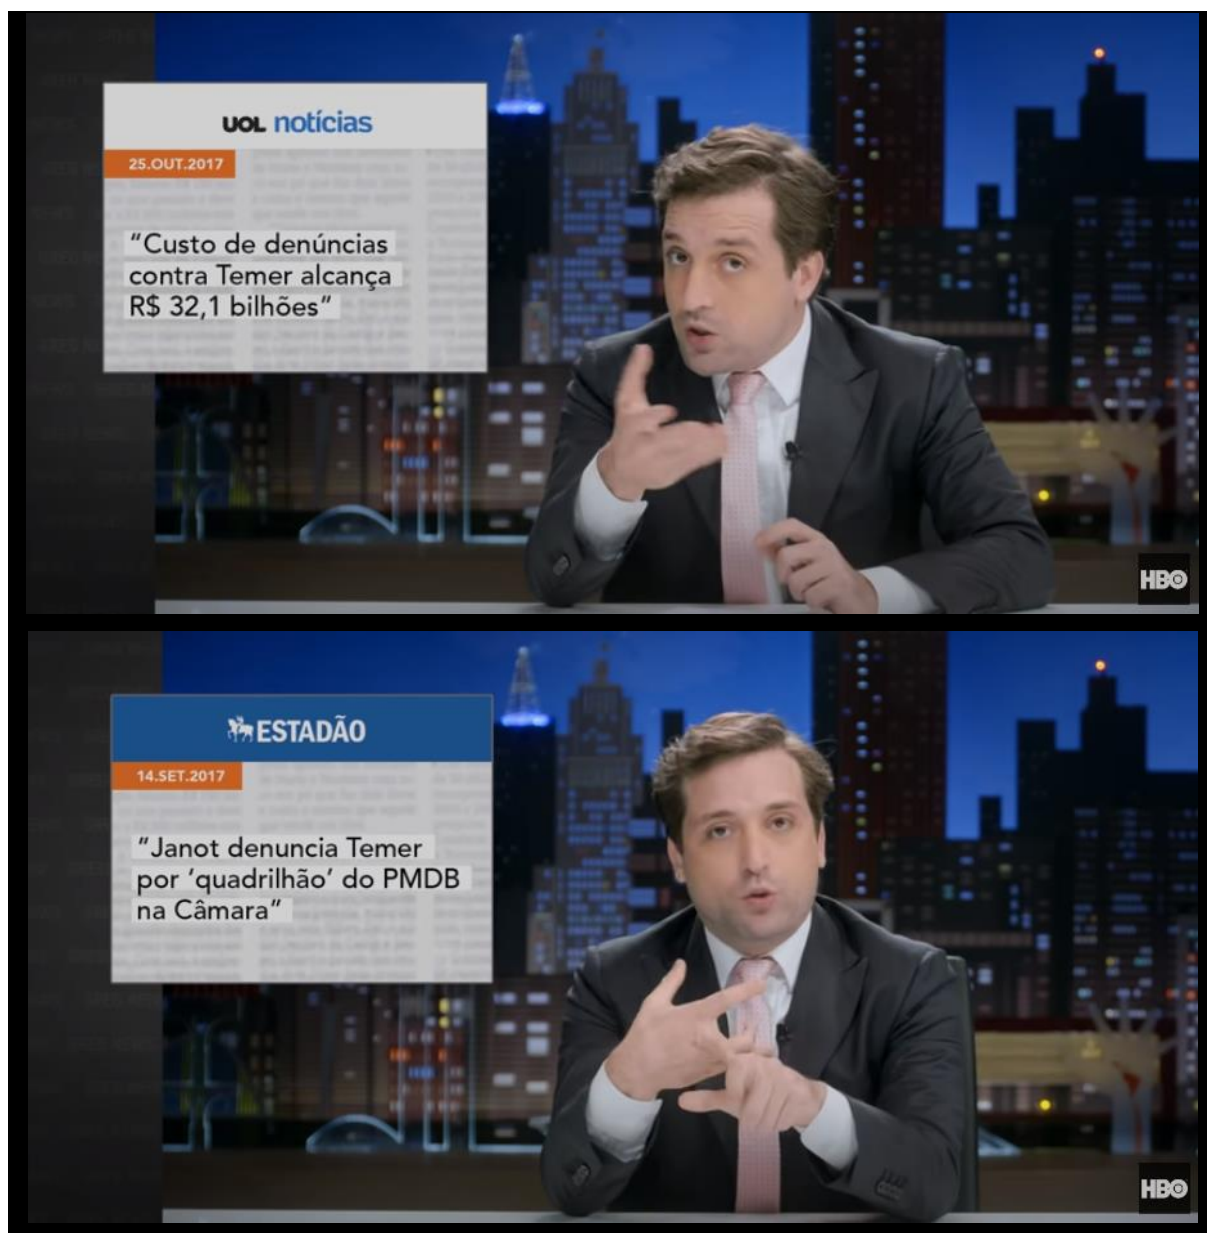 UOL notícias
25.OUT.2017
“Custo de denúncias
contra Temer alcança
R$ 32,1 bilhões”
HBO
ESTADÃO
14.SET.2017
“Janot denuncia Temer
por ‘quadrilhão’ do PMDB
na Câmara”
HBO